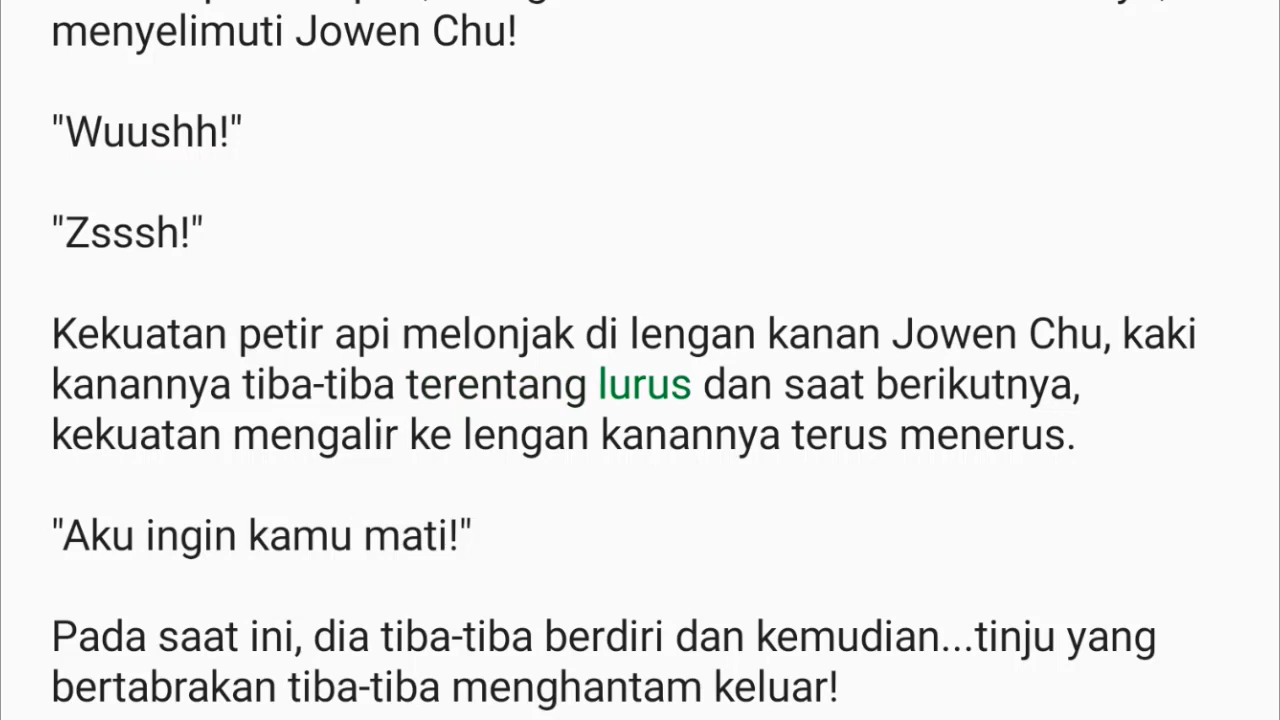 menyelimuti Jowen Chu!
"Wuushh!"
"Zsssh!"
Kekuatan petir api melonjak di lengan kanan Jowen Chu, kaki
kanannya tiba-tiba terentang lurus dan saat berikutnya,
kekuatan mengalir ke lengan kanannya terus menerus.
"Aku ingin kamu mati!"
Pada saat ini, dia tiba-tiba berdiri dan kemudian...tinju yang
bertabrakan tiba-tiba menghantam keluar!